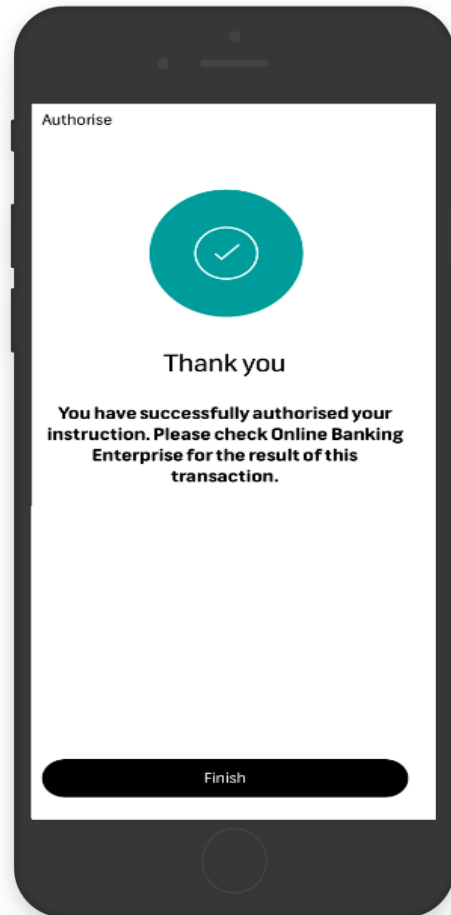 Authorise
Thank you
You have successfully authorised your
instruction. Please check Online Banking
Enterprise for the result of this
transaction.
Finish